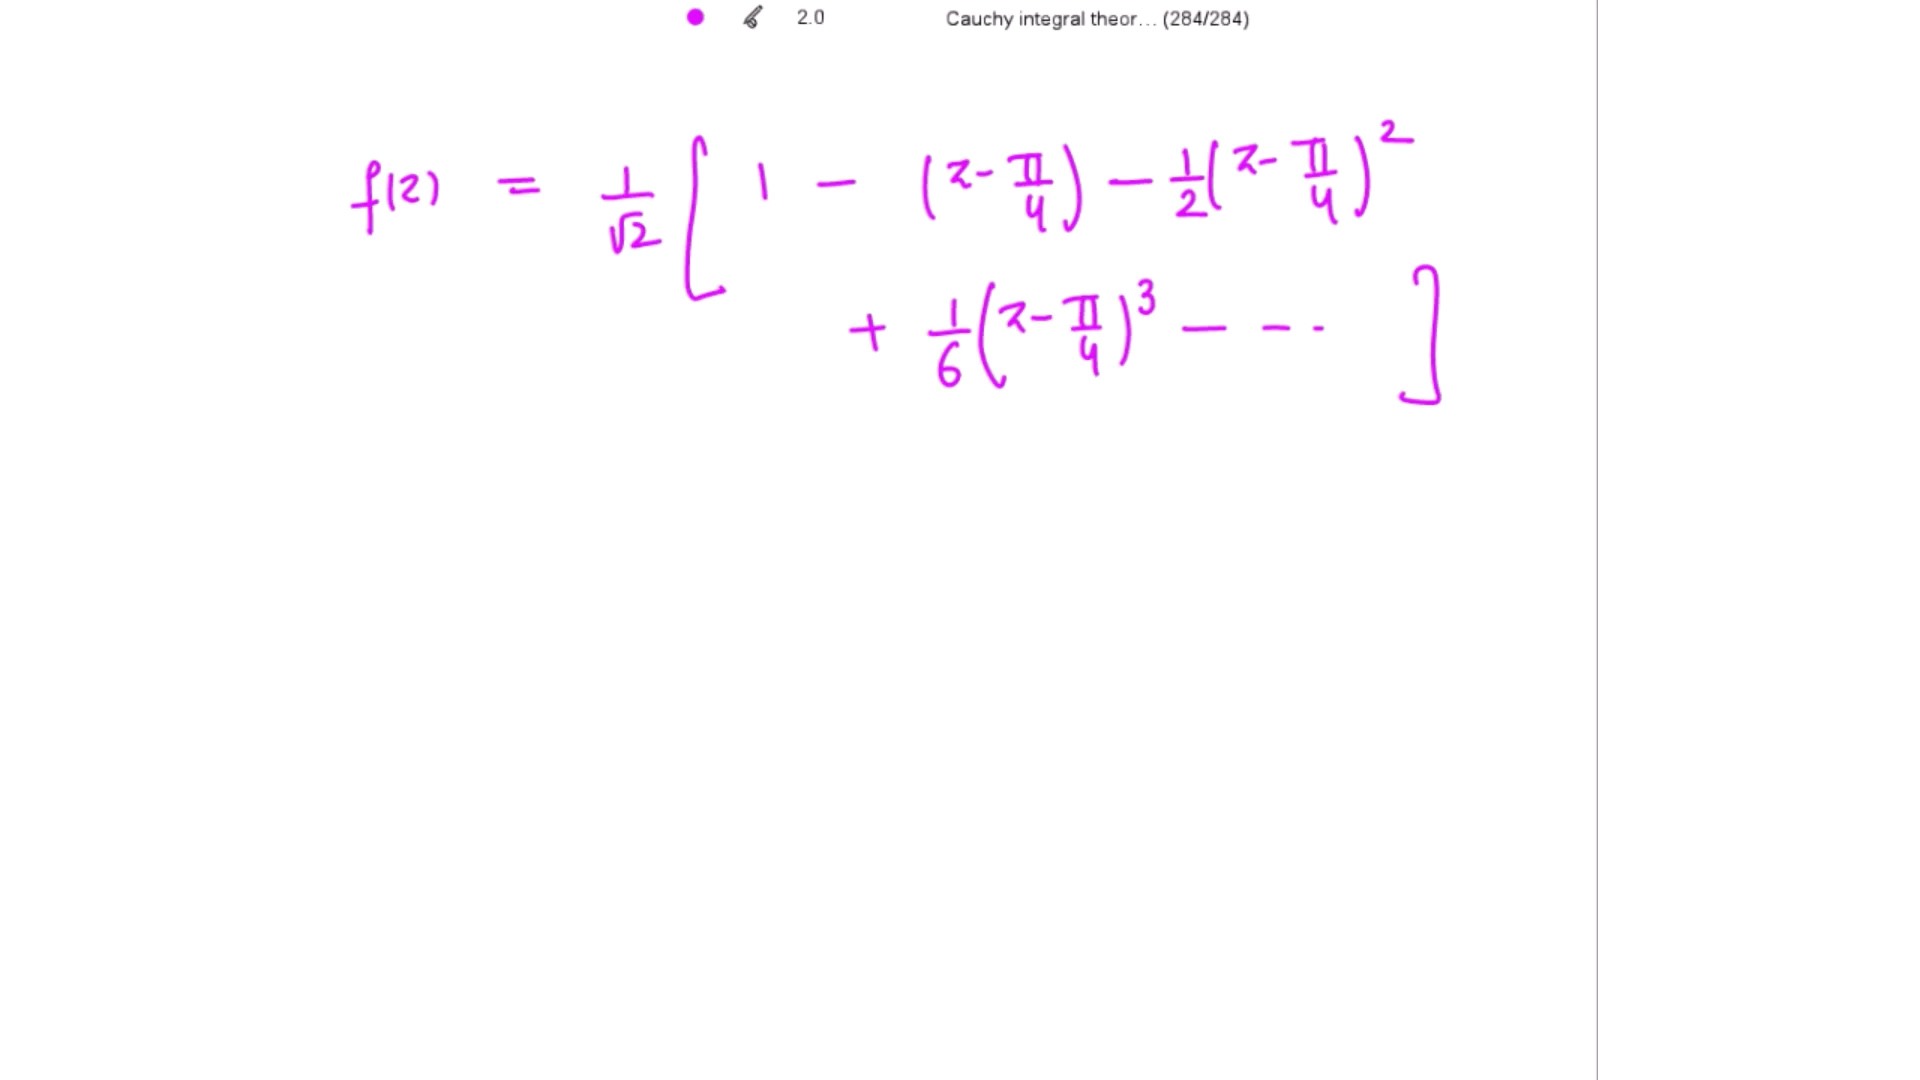 2.0 Cauchy integral theor... (284/284)
f(z) = 1/√2 [ 1 - (z - π/4) - 1/2 (z - π/4)^2
+ 1/6 (z - π/4)^3 - - - - ]